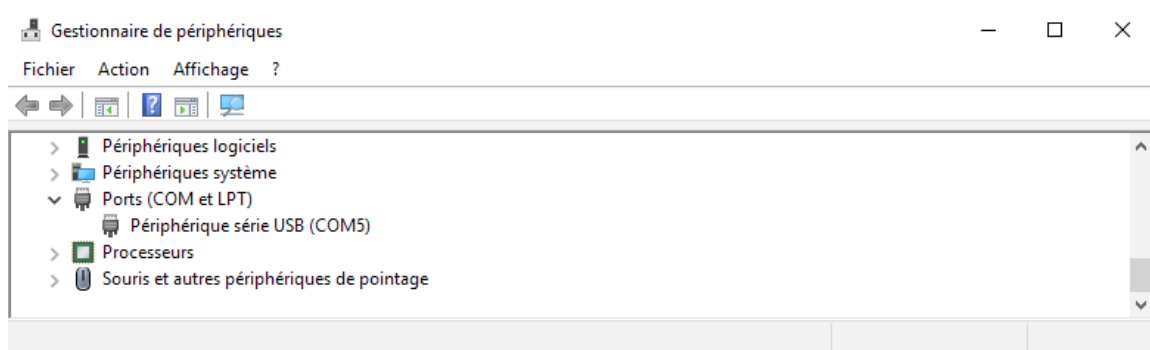 Gestionnaire de périphériques
Fichier Action Affichage ?
Périphériques logiciels
Périphériques système
Ports (COM et LPT)
Périphérique série USB (COM5)
Processeurs
Souris et autres périphériques de pointage